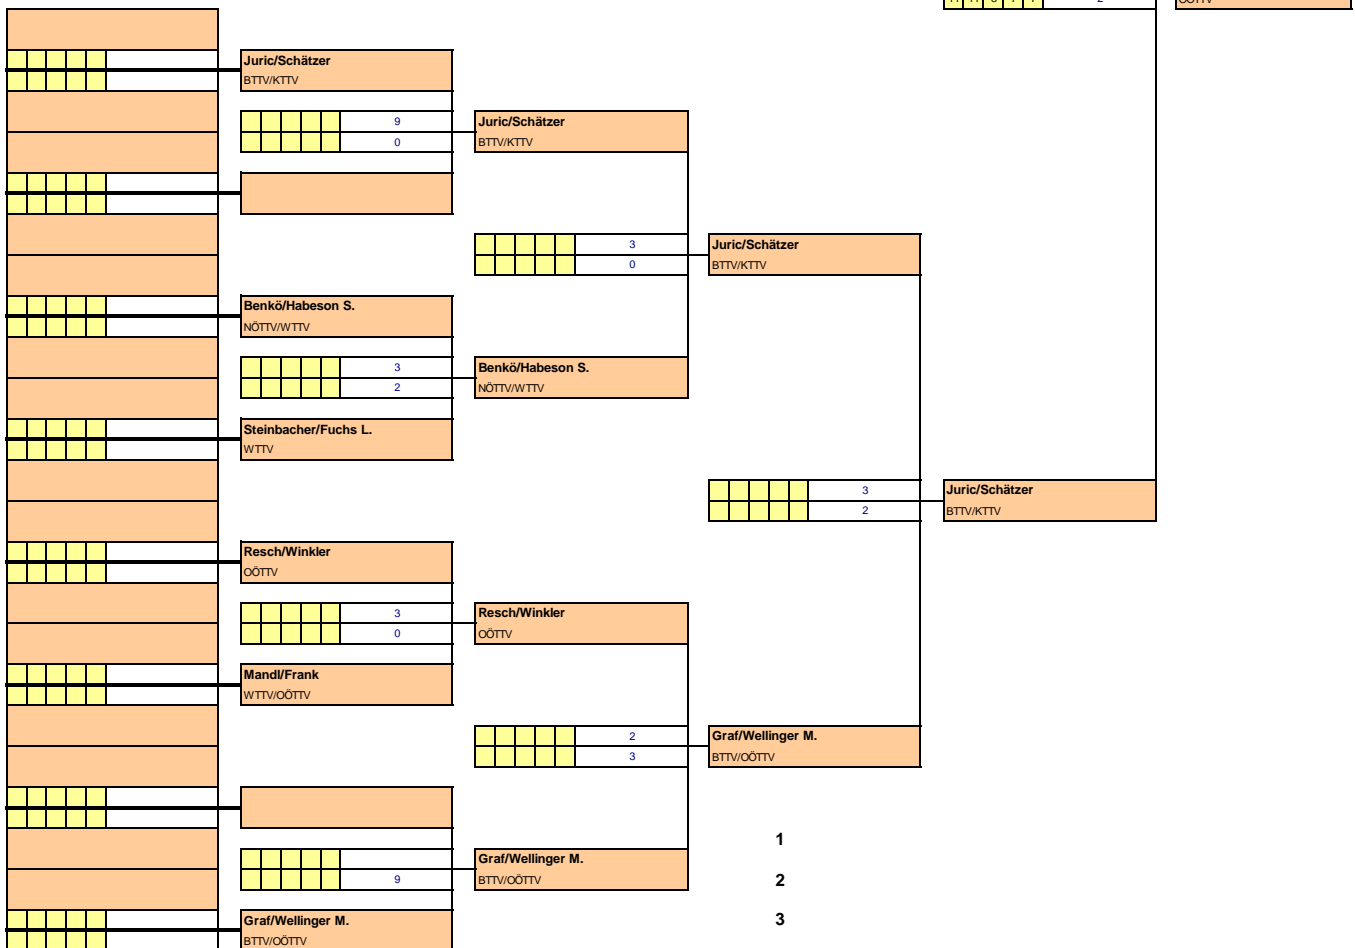 Juric/Schätzer
BTTV/KTTV
9
0
Juric/Schätzer
BTTV/KTTV
3
0
Juric/Schätzer
BTTV/KTTV
Benkö/Habeson S.
NÖTTV/WTTV
3
2
Benkö/Habeson S.
NÖTTV/WTTV
Steinbacher/Fuchs L.
WTTV
3
2
Juric/Schätzer
BTTV/KTTV
Resch/Winkler
OÖTTV
3
0
Resch/Winkler
OÖTTV
Mandl/Frank
WTTV/OÖTTV
2
3
Graf/Wellinger M.
BTTV/OÖTTV
9
Graf/Wellinger M.
BTTV/OÖTTV
Graf/Wellinger M.
BTTV/OÖTTV
1
2
3